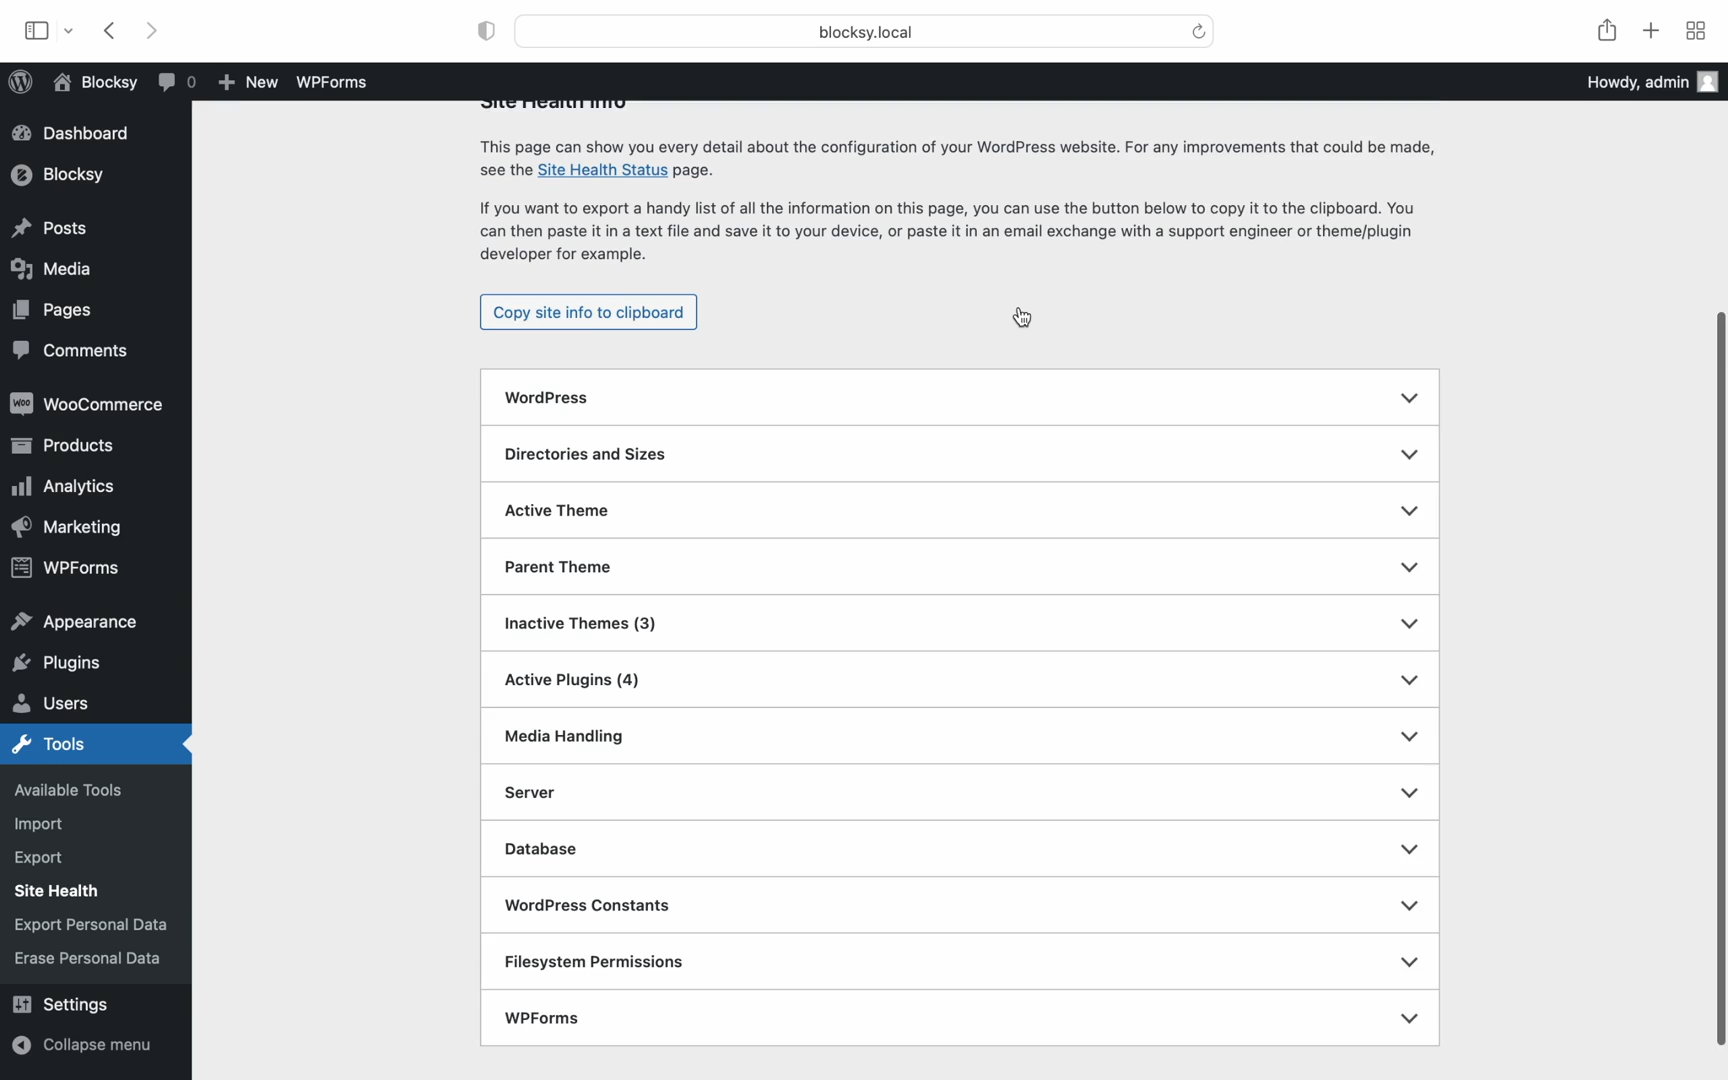 blocksy.local
Blocksy 0 New WPForms Howdy, admin
Dashboard
Blocksy
Posts
Media
Pages
Comments
WooCommerce
Products
Analytics
Marketing
WPForms
Appearance
Plugins
Users
Tools
Available Tools
Import
Export
Site Health
Export Personal Data
Erase Personal Data
Settings
Collapse menu
Site Health Info
This page can show you every detail about the configuration of your WordPress website. For any improvements that could be made,
see the Site Health Status page.
If you want to export a handy list of all the information on this page, you can use the button below to copy it to the clipboard. You
can then paste it in a text file and save it to your device, or paste it in an email exchange with a support engineer or theme/plugin
developer for example.
Copy site info to clipboard
WordPress
Directories and Sizes
Active Theme
Parent Theme
Inactive Themes (3)
Active Plugins (4)
Media Handling
Server
Database
WordPress Constants
Filesystem Permissions
WPForms